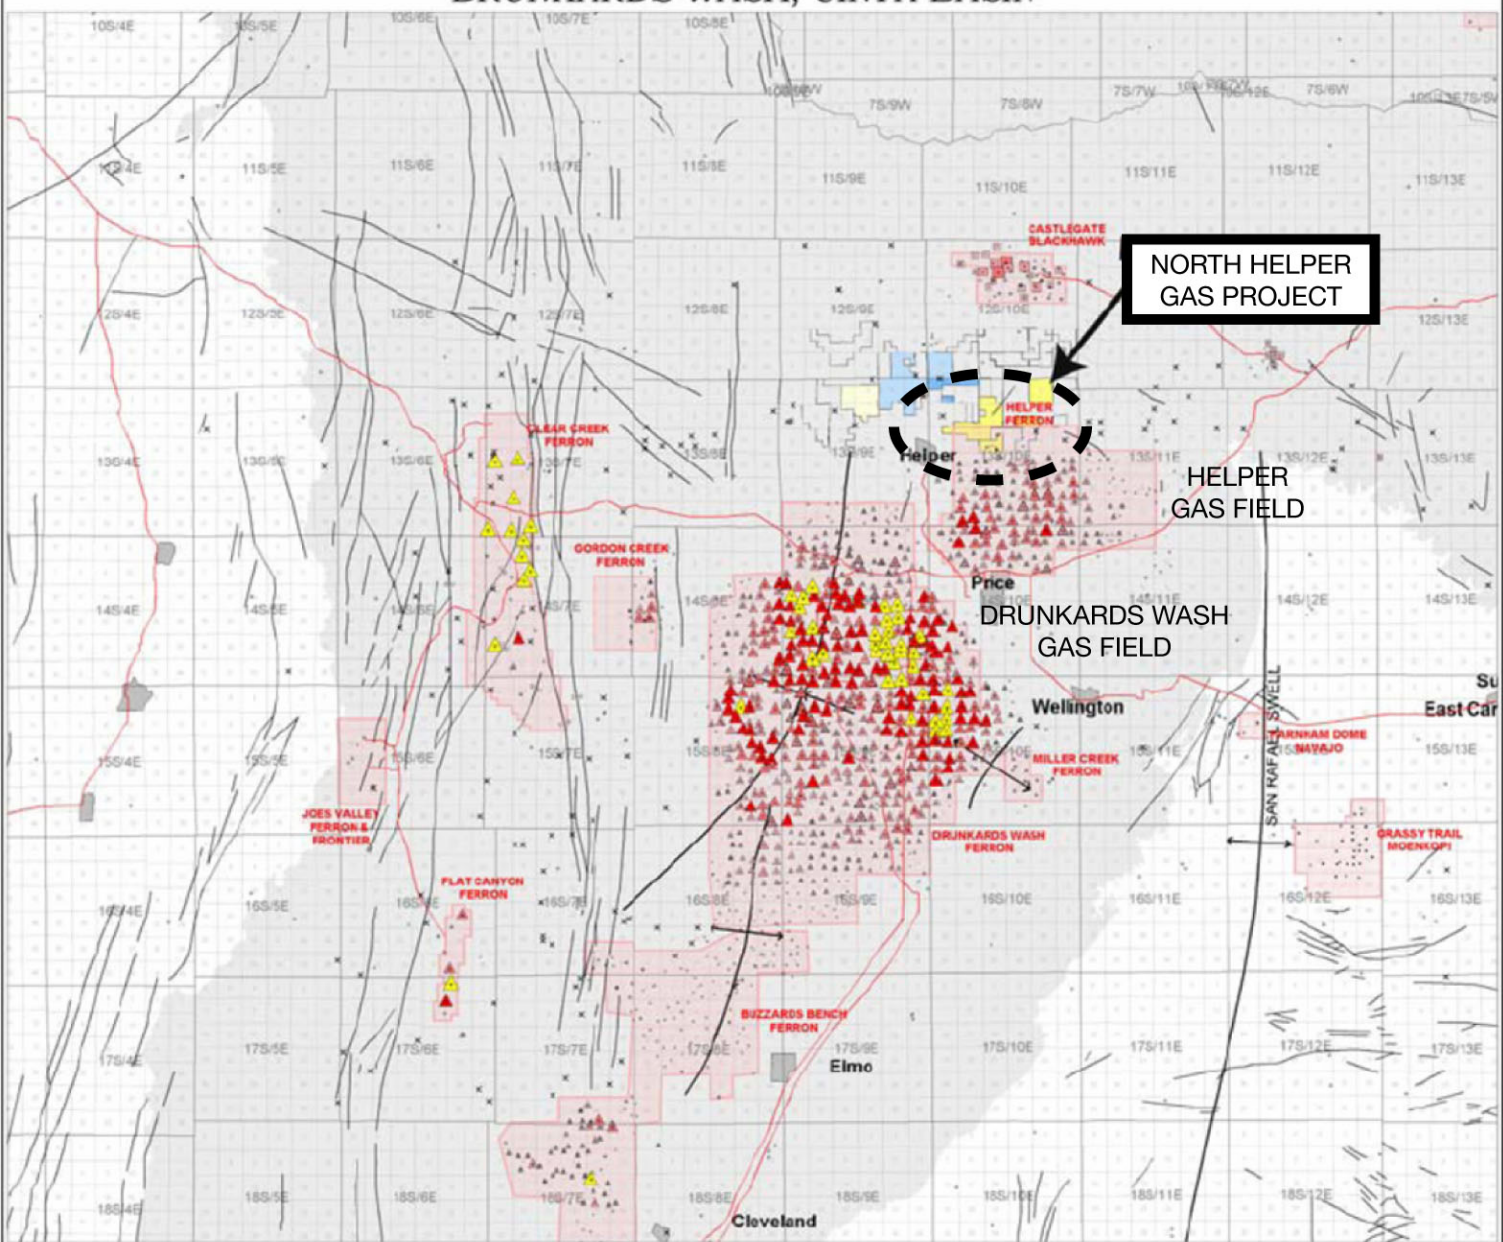 DRUNKARDS WASH, UINTA BASIN
10S/4E
10S/5E
10S/6E
10S/7E
10S/8E
7S/9W
7S/8W
7S/7W
7S/6W
11S/4E
11S/5E
11S/6E
11S/7E
11S/8E
11S/9E
11S/10E
11S/11E
11S/12E
11S/13E
CASTLEGATE
BLACKHAWK
NORTH HELPER
GAS PROJECT
12S/4E
12S/5E
12S/6E
12S/7E
12S/8E
12S/9E
12S/10E
12S/13E
HELPER
FERRON
CLEAR CREEK
FERRON
Helper
13S/4E
13S/5E
13S/6E
13S/7E
13S/8E
13S/9E
13S/10E
13S/12E
13S/13E
HELPER
GAS FIELD
GORDON CREEK
FERRON
Price
14S/4E
14S/5E
14S/6E
14S/7E
14S/8E
14S/10E
14S/12E
14S/13E
DRUNKARDS WASH
GAS FIELD
SAN RAFAEL SWELL
Su
East Car
Wellington
FARNHAM DOME
NAVAJO
15S/4E
15S/5E
15S/6E
15S/7E
15S/8E
15S/11E
15S/13E
MILLER CREEK
FERRON
JOES VALLEY
FERRON &
FRONTIER
DRUNKARDS WASH
FERRON
GRASSY TRAIL
MOENKOPI
FLAT CANYON
FERRON
16S/4E
16S/5E
16S/6E
16S/7E
16S/8E
16S/9E
16S/10E
16S/11E
16S/12E
16S/13E
BUZZARDS BENCH
FERRON
17S/4E
17S/5E
17S/6E
17S/7E
17S/8E
17S/9E
17S/10E
17S/11E
17S/12E
17S/13E
Elmo
18S/4E
18S/5E
18S/6E
18S/7E
18S/8E
18S/9E
18S/10E
18S/11E
18S/12E
18S/13E
Cleveland